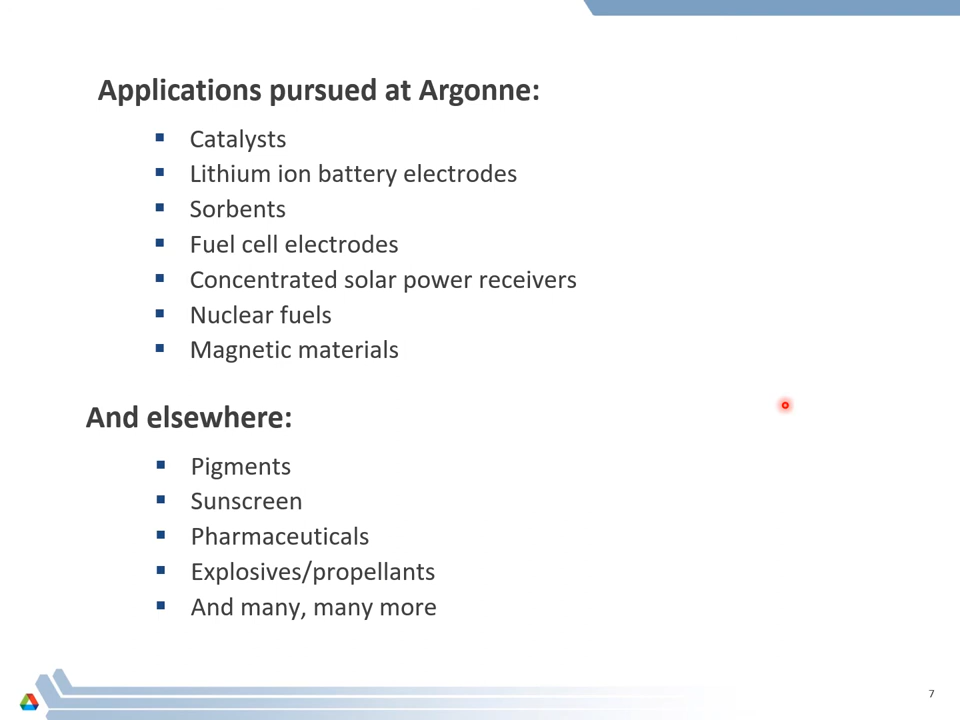 Applications pursued at Argonne:
Catalysts
Lithium ion battery electrodes
Sorbents
Fuel cell electrodes
Concentrated solar power receivers
Nuclear fuels
Magnetic materials
And elsewhere:
Pigments
Sunscreen
Pharmaceuticals
Explosives/propellants
And many, many more
7